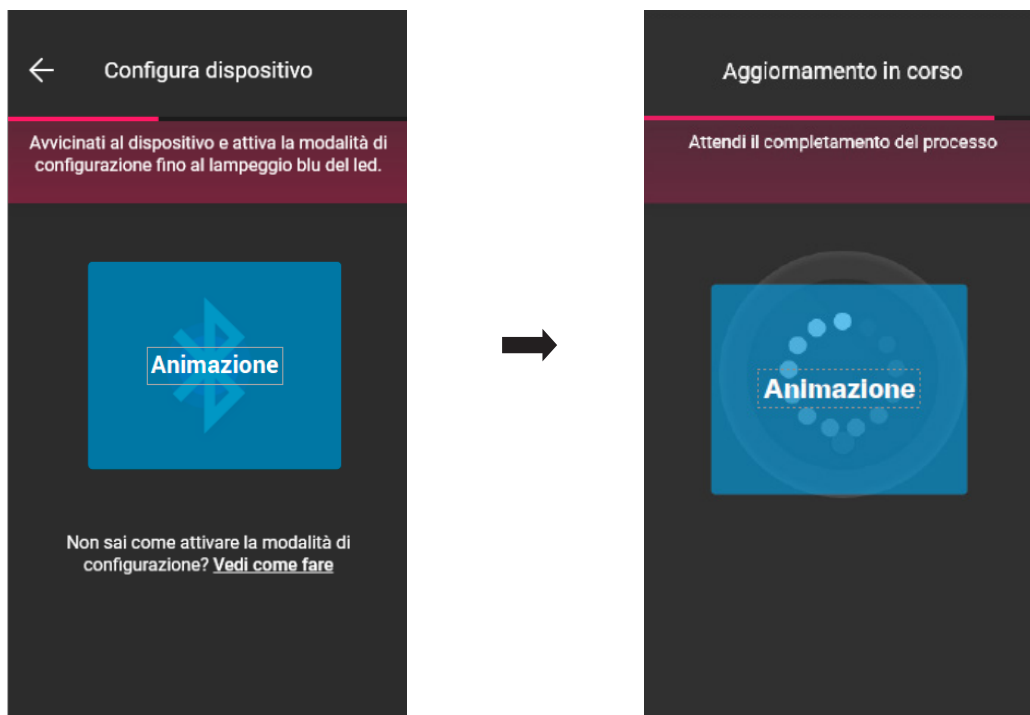 Configura dispositivo
Avvicinati al dispositivo e attiva la modalità di
configurazione fino al lampeggio blu del led.
Animazione
Non sai come attivare la modalità di
configurazione? Vedi come fare
Aggiornamento in corso
Attendi il completamento del processo
Animazione